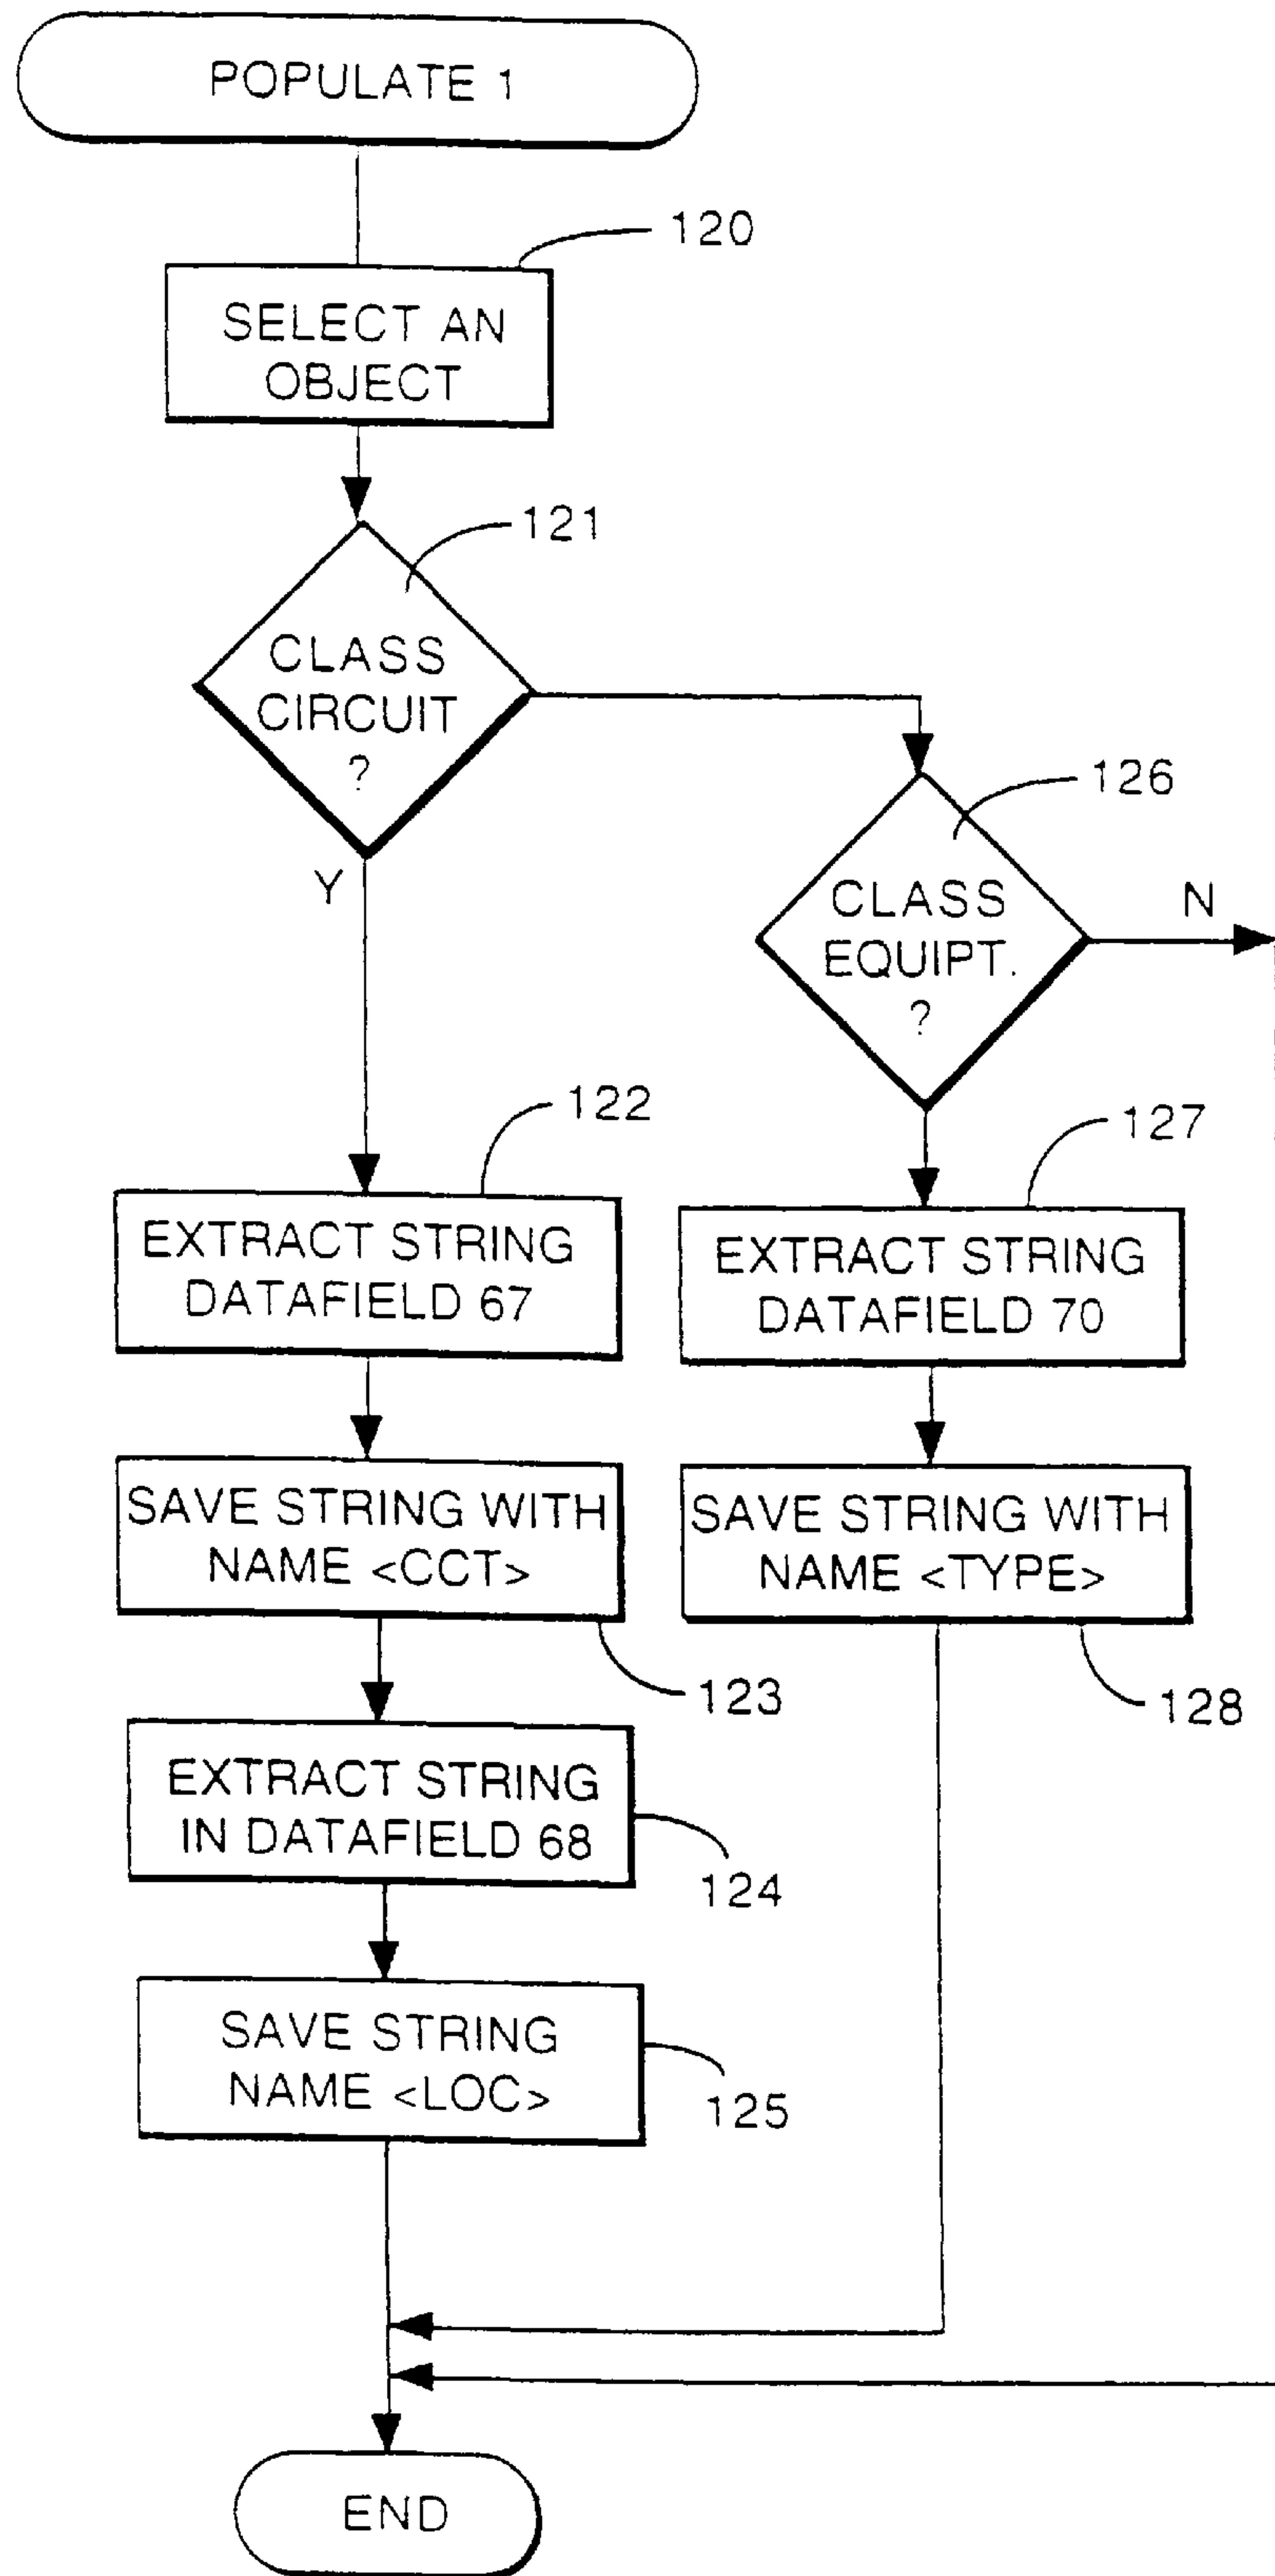 POPULATE 1
120
SELECT AN
OBJECT
121
CLASS
CIRCUIT
?
126
CLASS
EQUIPT.
?
N
Y
122
EXTRACT STRING
DATAFIELD 67
127
EXTRACT STRING
DATAFIELD 70
SAVE STRING WITH
NAME <CCT>
123
SAVE STRING WITH
NAME <TYPE>
128
EXTRACT STRING
IN DATAFIELD 68
124
SAVE STRING
NAME <LOC>
125
END